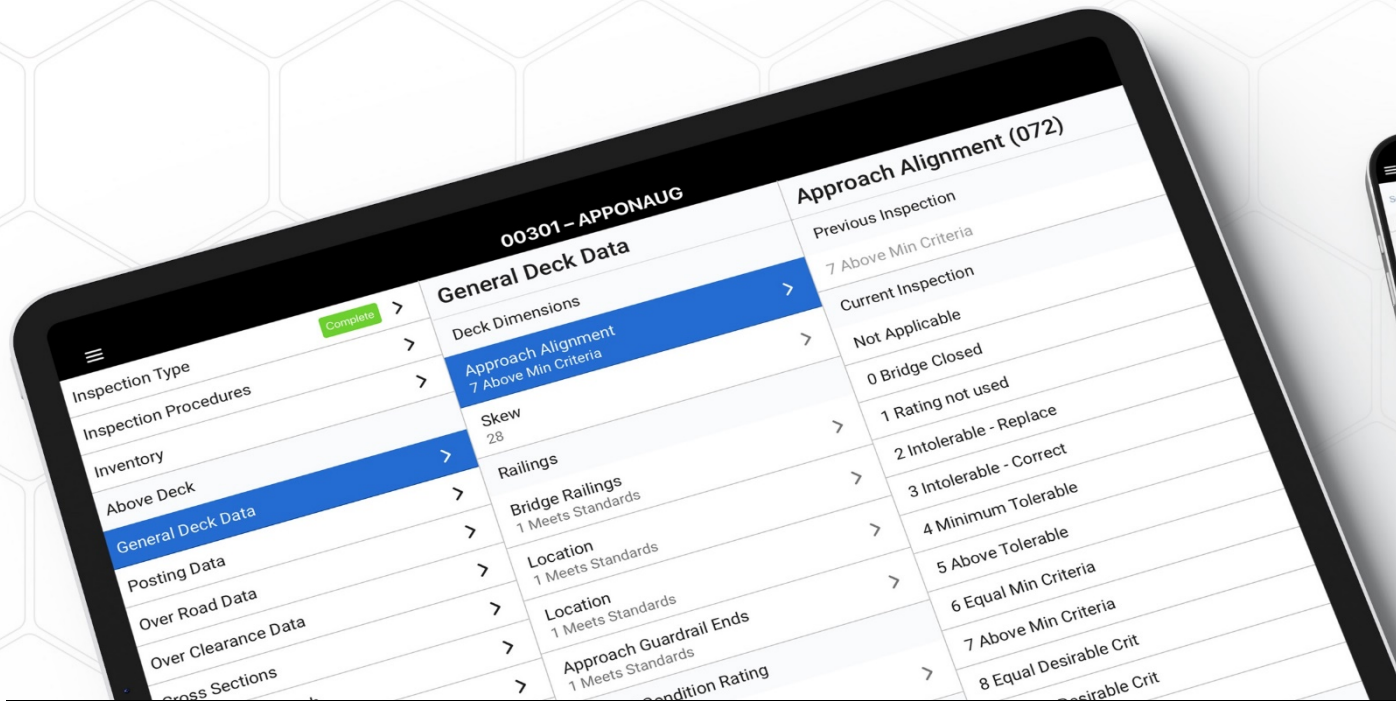 00301 – APPONAUG
Complete
Inspection Type
Inspection Procedures
Inventory
Above Deck
General Deck Data
Posting Data
Over Road Data
Over Clearance Data
Cross Sections
General Deck Data
Deck Dimensions
Approach Alignment
7 Above Min Criteria
Skew
28
Railings
Bridge Railings
1 Meets Standards
Location
1 Meets Standards
Location
1 Meets Standards
Approach Guardrail Ends
1 Meets Standards
Condition Rating
Approach Alignment (072)
Previous Inspection
7 Above Min Criteria
Current Inspection
Not Applicable
0 Bridge Closed
1 Rating not used
2 Intolerable - Replace
3 Intolerable - Correct
4 Minimum Tolerable
5 Above Tolerable
6 Equal Min Criteria
7 Above Min Criteria
8 Equal Desirable Crit
Desirable Crit